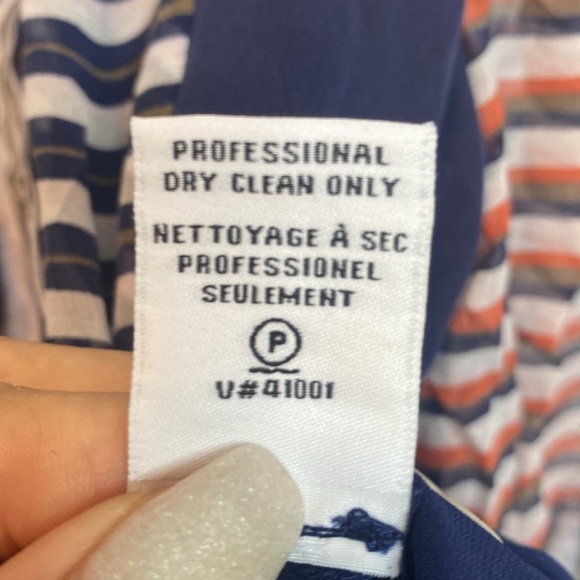 PROFESSIONAL
DRY CLEAN ONLY
NETTOYAGE À SEC
PROFESSIONEL
SEULEMENT
P
V#41001